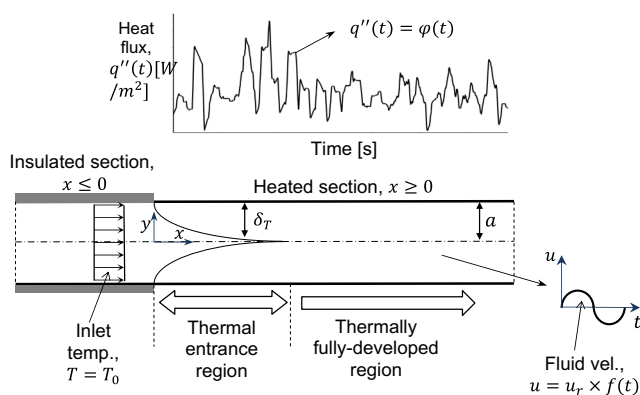 Heat
flux,
q′′(t)[W
/m²]
q′′(t) = φ(t)
Time [s]
Insulated section,
x ≤ 0
Heated section, x ≥ 0
y
x
δ_T
a
u
t
Inlet
temp.,
T = T₀
Thermal
entrance
region
Thermally
fully-developed
region
Fluid vel.,
u = uᵣ × f(t)